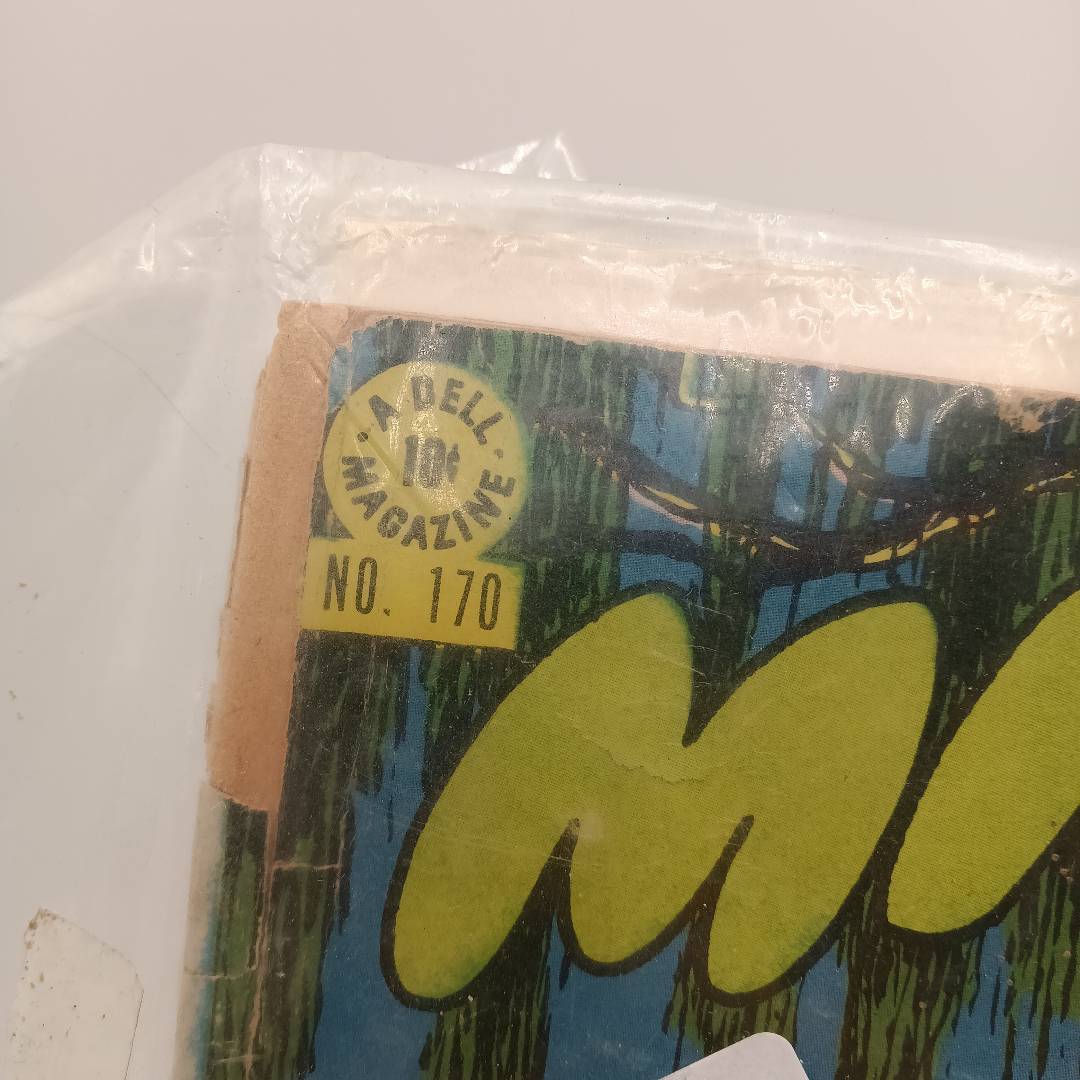 A DELL
10¢
MAGAZINE
NO. 170
M